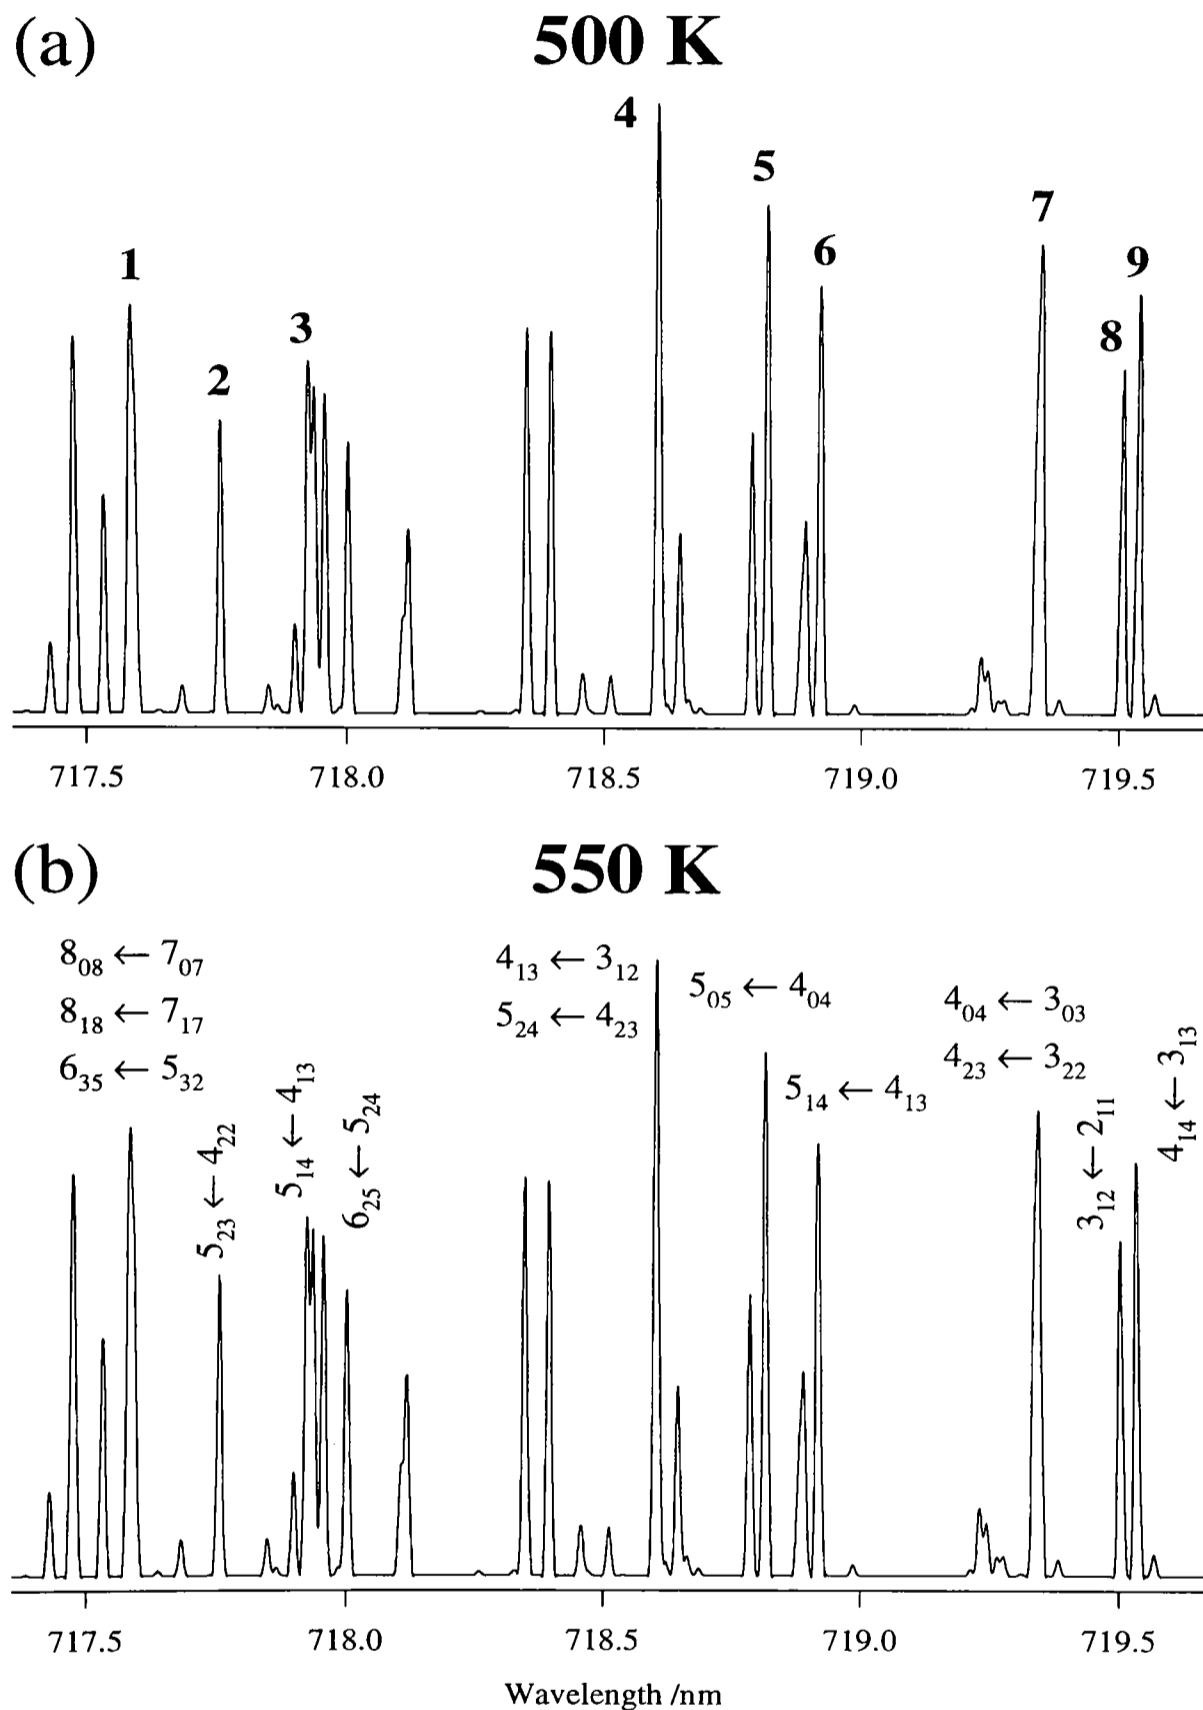 (a) 500 K
4
5
7
1
6
9
3
8
2
717.5 718.0 718.5 719.0 719.5
(b) 550 K
8₀₈ ← 7₀₇
8₁₈ ← 7₁₇
6₃₅ ← 5₃₂
5₂₃ ← 4₂₂
5₁₄ ← 4₁₃
6₂₅ ← 5₂₄
4₁₃ ← 3₁₂
5₂₄ ← 4₂₃
5₀₅ ← 4₀₄
5₁₄ ← 4₁₃
4₀₄ ← 3₀₃
4₂₃ ← 3₂₂
3₁₂ ← 2₁₁
4₁₄ ← 3₁₃
717.5 718.0 718.5 719.0 719.5
Wavelength /nm